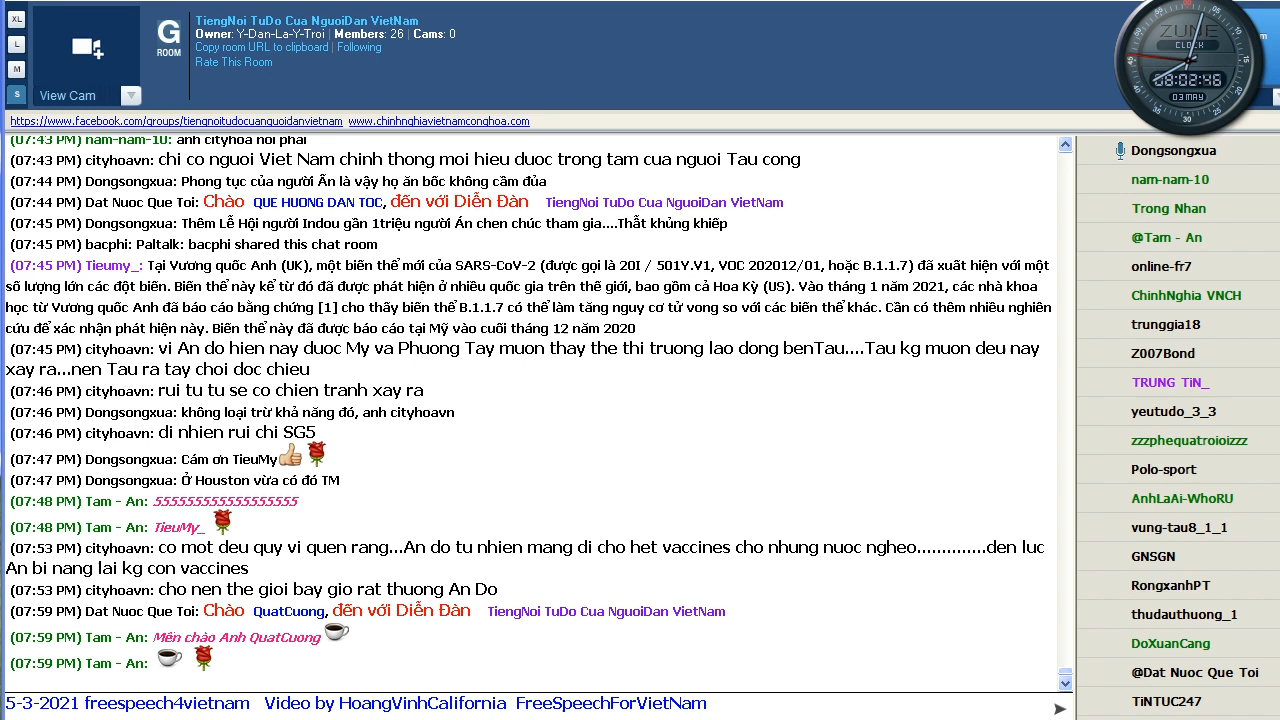 XL
L
M
S
View Cam
G
ROOM
TiengNoi TuDo Cua NguoiDan VietNam
Owner: Y-Dan-La-Y-Troi | Members: 26 | Cams: 0
Copy room URL to clipboard | Following
Rate This Room
ZUNE
CLOCK
08:02:46
03 MAY
https://www.facebook.com/groups/tiengnoitudocuanguoidanvietnam www.chinhnghiavietnamconghoa.com
(07:43 PM) nam-nam-10: anh cityhoa noi phai
(07:43 PM) cityhoavn: chi co nguoi Viet Nam chinh thong moi hieu duoc trong tam cua nguoi Tau cong
(07:44 PM) Dongsongxua: Phong tục của người Ấn là vậy họ ăn bốc không cầm đủa
(07:44 PM) Dat Nuoc Que Toi: Chào QUE HUONG DAN TOC, đến với Diễn Đàn TiengNoi TuDo Cua NguoiDan VietNam
(07:45 PM) Dongsongxua: Thêm Lễ Hội người Indou gần 1triệu người Án chen chúc tham gia....Thẳt khủng khiếp
(07:45 PM) bacphi: Paltalk: bacphi shared this chat room
(07:45 PM) Tieumy_: Tại Vương quốc Anh (UK), một biến thể mới của SARS-CoV-2 (được gọi là 20I / 501Y.V1, VOC 202012/01, hoặc B.1.1.7) đã xuất hiện với một
số lượng lớn các đột biến. Biến thể này kể từ đó đã được phát hiện ở nhiều quốc gia trên thế giới, bao gồm cả Hoa Kỳ (US). Vào tháng 1 năm 2021, các nhà khoa
học từ Vương quốc Anh đã báo cáo bằng chứng [1] cho thấy biến thể B.1.1.7 có thể làm tăng nguy cơ tử vong so với các biến thể khác. Cần có thêm nhiều nghiên
cứu để xác nhận phát hiện này. Biến thể này đã được báo cáo tại Mỹ vào cuối tháng 12 năm 2020
(07:45 PM) cityhoavn: vi An do hien nay duoc My va Phuong Tay muon thay the thi truong lao dong benTau....Tau kg muon deu nay
xay ra...nen Tau ra tay choi doc chieu
(07:46 PM) cityhoavn: rui tu tu se co chien tranh xay ra
(07:46 PM) Dongsongxua: không loại trừ khả năng đó, anh cityhoavn
(07:46 PM) cityhoavn: di nhien rui chi SG5
(07:47 PM) Dongsongxua: Cám ơn TieuMy
(07:47 PM) Dongsongxua: Ở Houston vừa có đó TM
(07:48 PM) Tam - An: 5555555555555555555
(07:48 PM) Tam - An: TieuMy_
(07:53 PM) cityhoavn: co mot deu quy vi quen rang...An do tu nhien mang di cho het vaccines cho nhung nuoc ngheo..............den luc
An bi nang lai kg con vaccines
(07:53 PM) cityhoavn: cho nen the gioi bay gio rat thuong An Do
(07:59 PM) Dat Nuoc Que Toi: Chào QuatCuong, đến với Diễn Đàn TiengNoi TuDo Cua NguoiDan VietNam
(07:59 PM) Tam - An: Mến chào Anh QuatCuong
(07:59 PM) Tam - An:
5-3-2021 freespeech4vietnam Video by HoangVinhCalifornia FreeSpeechForVietNam
Dongsongxua
nam-nam-10
Trong Nhan
@Tam - An
online-fr7
ChinhNghia VNCH
trunggia18
Z007Bond
TRUNG TiN_
yeutudo_3_3
zzzphequatroioizzz
Polo-sport
AnhLaAi-WhoRU
vung-tau8_1_1
GNSGN
RongxanhPT
thudauthuong_1
DoXuanCang
@Dat Nuoc Que Toi
TiNTUC247